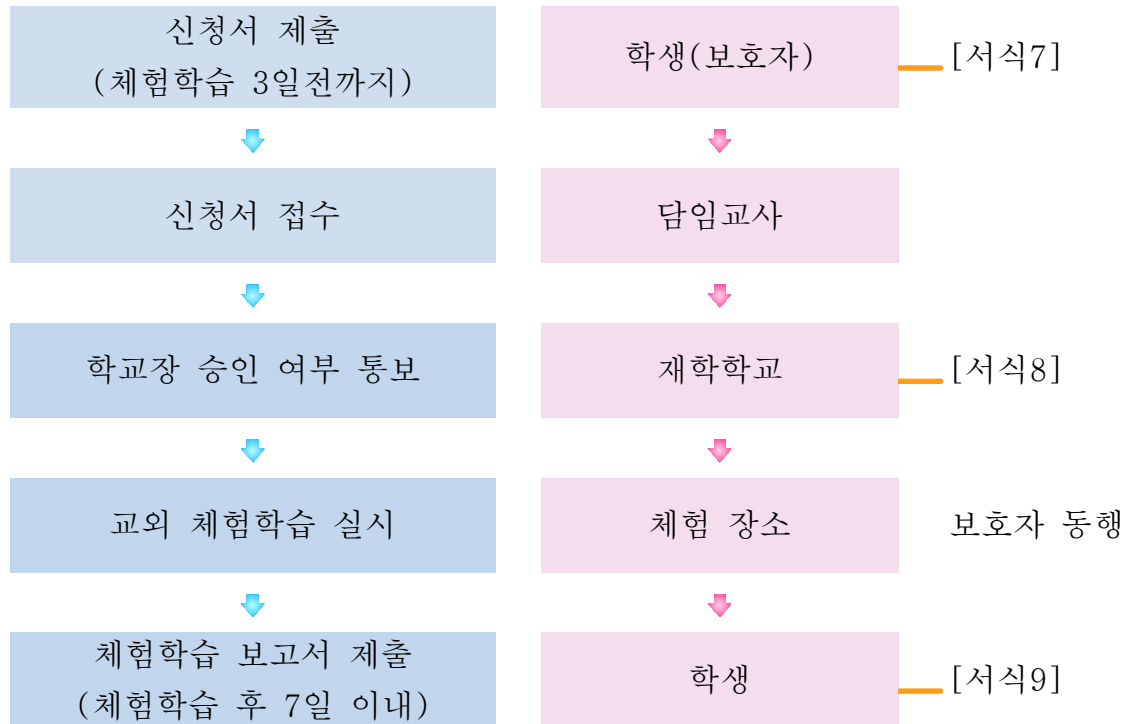 신청서 제출
(체험학습 3일전까지)
학생(보호자)
[서식7]
신청서 접수
담임교사
학교장 승인 여부 통보
재학학교
[서식8]
교외 체험학습 실시
체험 장소
보호자 동행
체험학습 보고서 제출
(체험학습 후 7일 이내)
학생
[서식9]